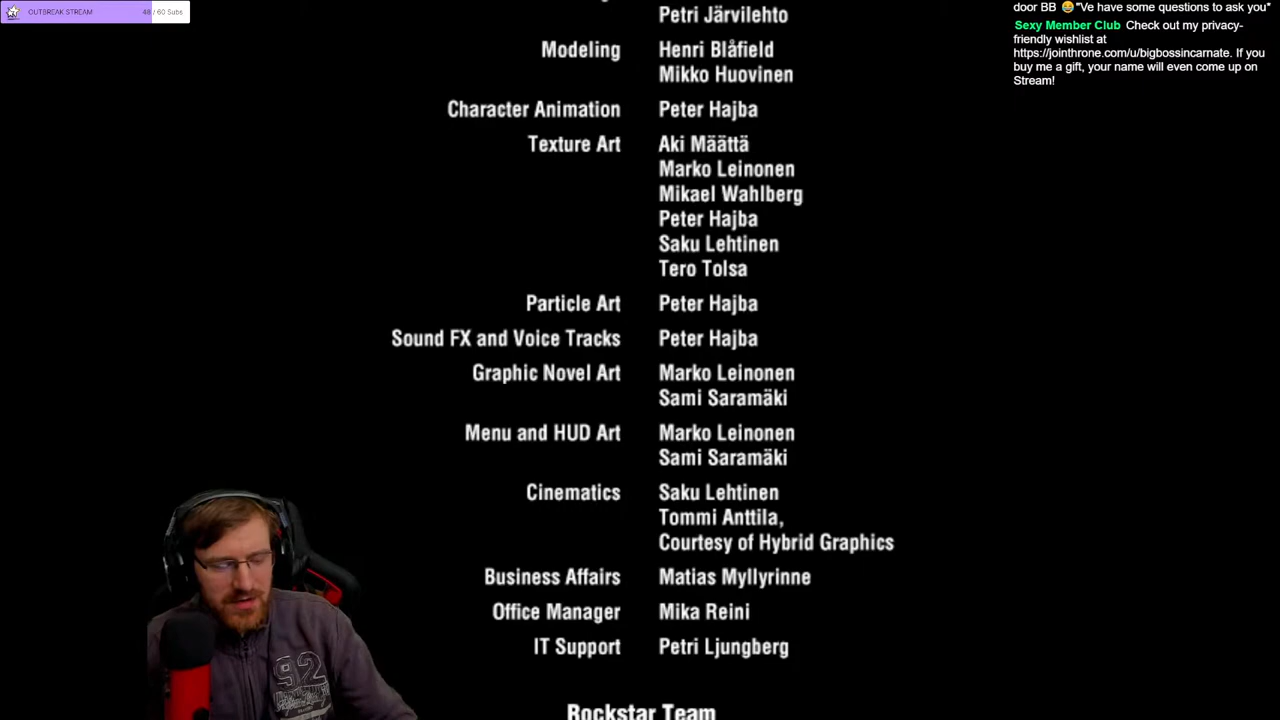 OUTBREAK STREAM 48 / 60 Subs
door BB 😂 "Ve have some questions to ask you"
Sexy Member Club Check out my privacy-
friendly wishlist at
https://jointhrone.com/u/bigbossincarnate. If you
buy me a gift, your name will even come up on
Stream!
Petri Järvilehto
Modeling Henri Blåfield
Mikko Huovinen
Character Animation Peter Hajba
Texture Art Aki Määttä
Marko Leinonen
Mikael Wahlberg
Peter Hajba
Saku Lehtinen
Tero Tolsa
Particle Art Peter Hajba
Sound FX and Voice Tracks Peter Hajba
Graphic Novel Art Marko Leinonen
Sami Saramäki
Menu and HUD Art Marko Leinonen
Sami Saramäki
Cinematics Saku Lehtinen
Tommi Anttila,
Courtesy of Hybrid Graphics
Business Affairs Matias Myllyrinne
Office Manager Mika Reini
IT Support Petri Ljungberg
Rockstar Team
92